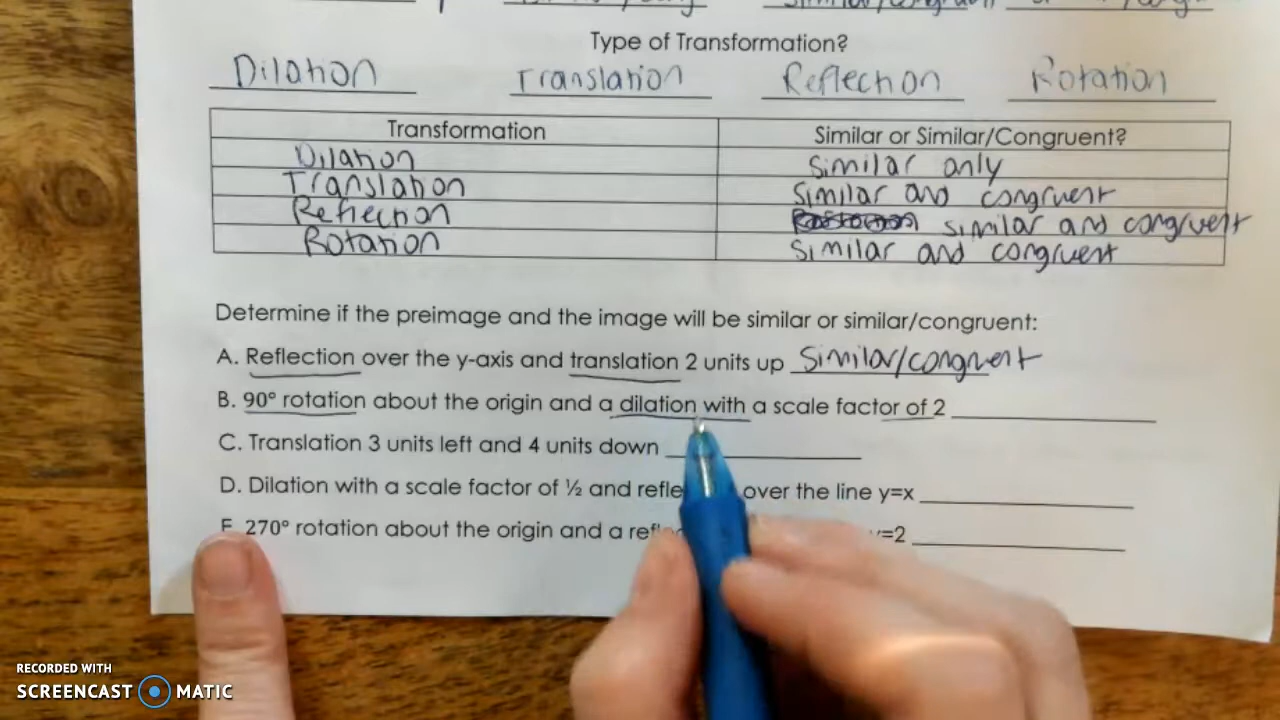 Type of Transformation?
Dilation Translation Reflection Rotation
Transformation Similar or Similar/Congruent?
Dilation Similar only
Translation Similar and congruent
Reflection similar and congruent
Rotation Similar and congruent
Determine if the preimage and the image will be similar or similar/congruent:
A. Reflection over the y-axis and translation 2 units up Similar/congruent
B. 90° rotation about the origin and a dilation with a scale factor of 2
C. Translation 3 units left and 4 units down
D. Dilation with a scale factor of ½ and over the line y=x
270° rotation about the origin and a =2
RECORDED WITH
SCREENCAST MATIC